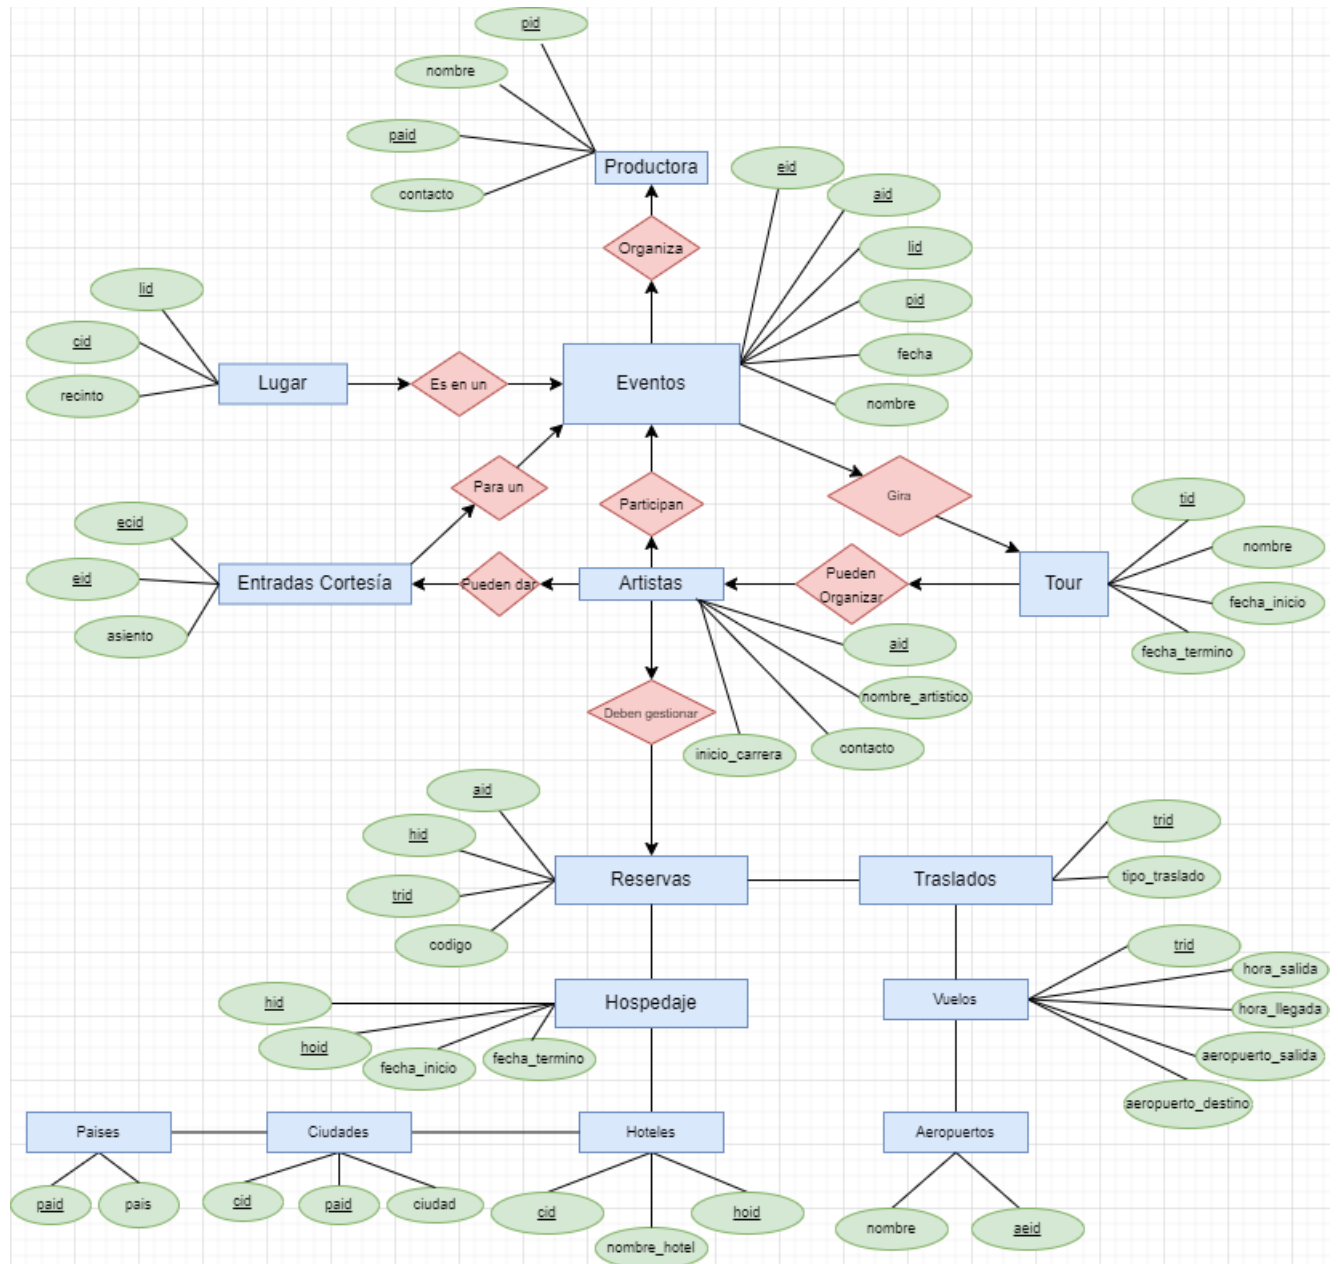 pid
nombre
paid
contacto
Productora
Organiza
eid
aid
lid
pid
fecha
nombre
lid
cid
recinto
Lugar
Es en un
Eventos
Para un
Participan
Gira
ecid
eid
asiento
Entradas Cortesía
Pueden dar
Artistas
Pueden
Organizar
Tour
tid
nombre
fecha_inicio
fecha_termino
aid
nombre_artistico
contacto
inicio_carrera
Deben gestionar
aid
hid
trid
codigo
Reservas
Traslados
trid
tipo_traslado
trid
hora_salida
hora_llegada
aeropuerto_salida
aeropuerto_destino
Vuelos
Hospedaje
hid
hoid
fecha_inicio
fecha_termino
Paises
Ciudades
Hoteles
Aeropuertos
paid
pais
cid
paid
ciudad
cid
nombre_hotel
hoid
nombre
aeid